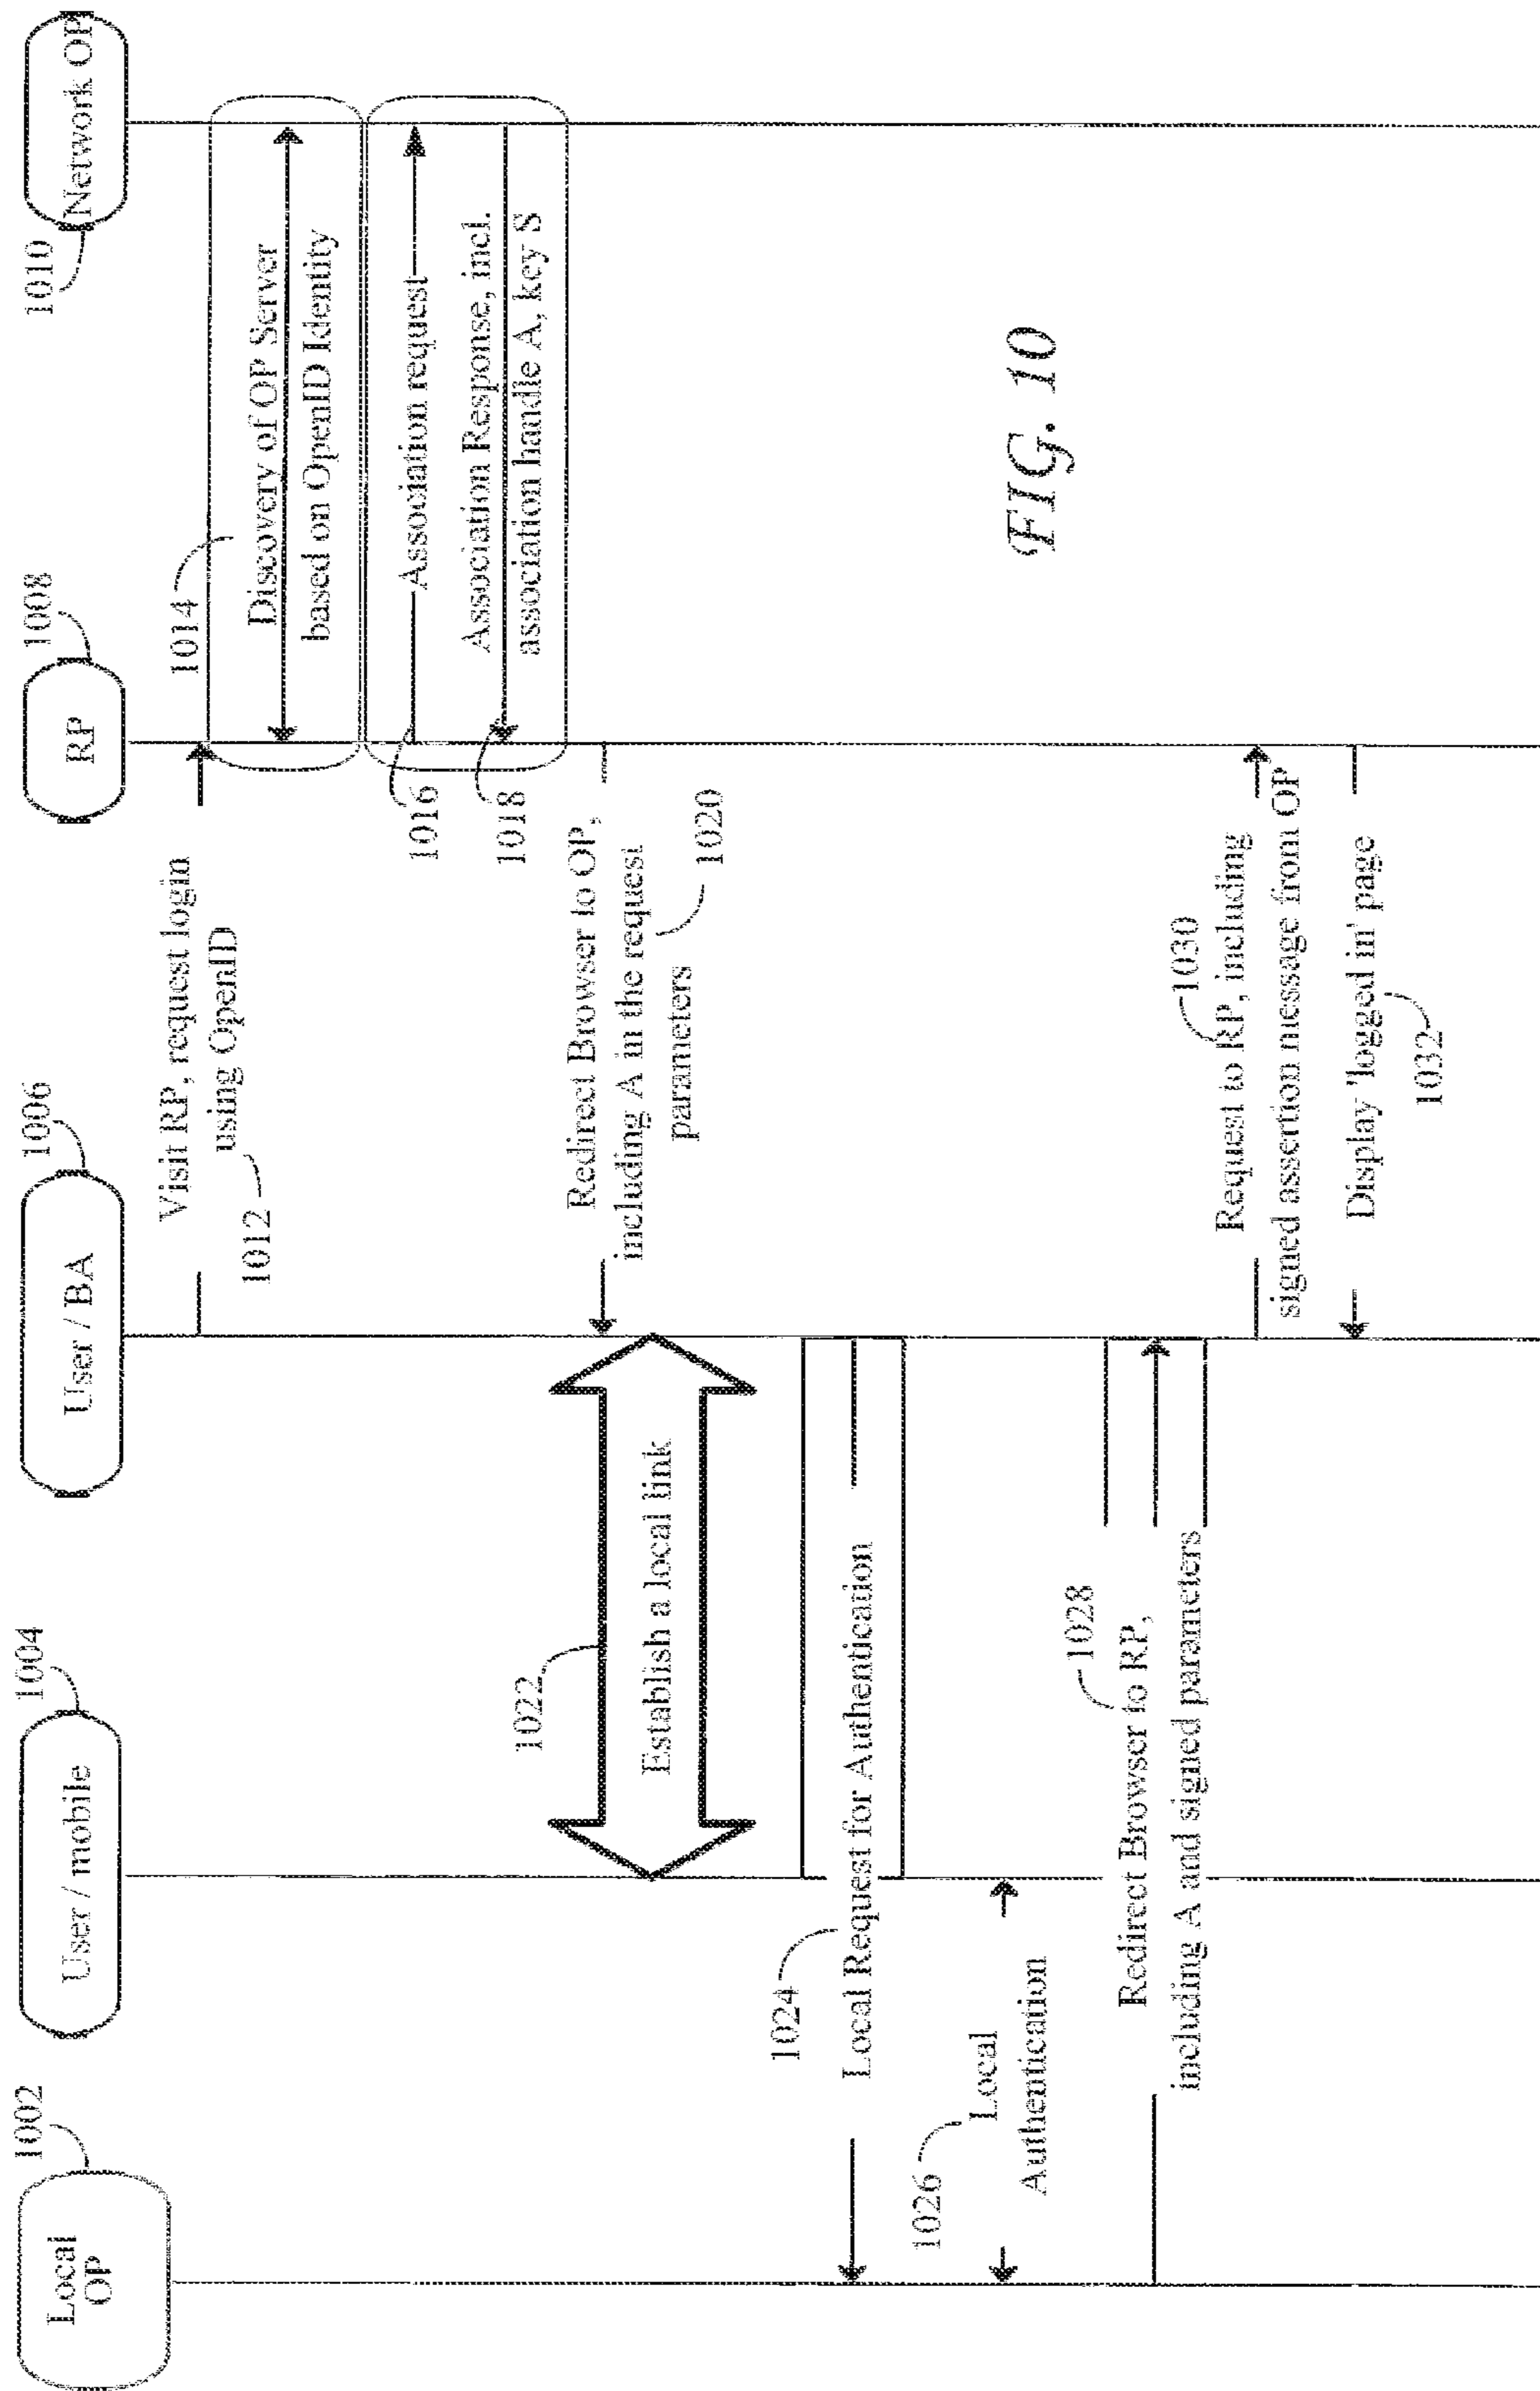 1002
Local
OP
1004
User / mobile
1006
User / BA
1008
RP
1010
Network OP
Visit RP, request login
using OpenID
1012
1014
Discovery of OP Server
based on OpenID Identity
1016
Association request
1018
Association Response, incl.
association handle A, key S
Redirect Browser to OP,
including A in the request
parameters
1020
1022
Establish a local link
1024
Local Request for Authentication
1026
Local
Authentication
1028
Redirect Browser to RP,
including A and signed parameters
1030
Request to RP, including
signed assertion message from OP
Display 'logged in' page
1032
FIG. 10